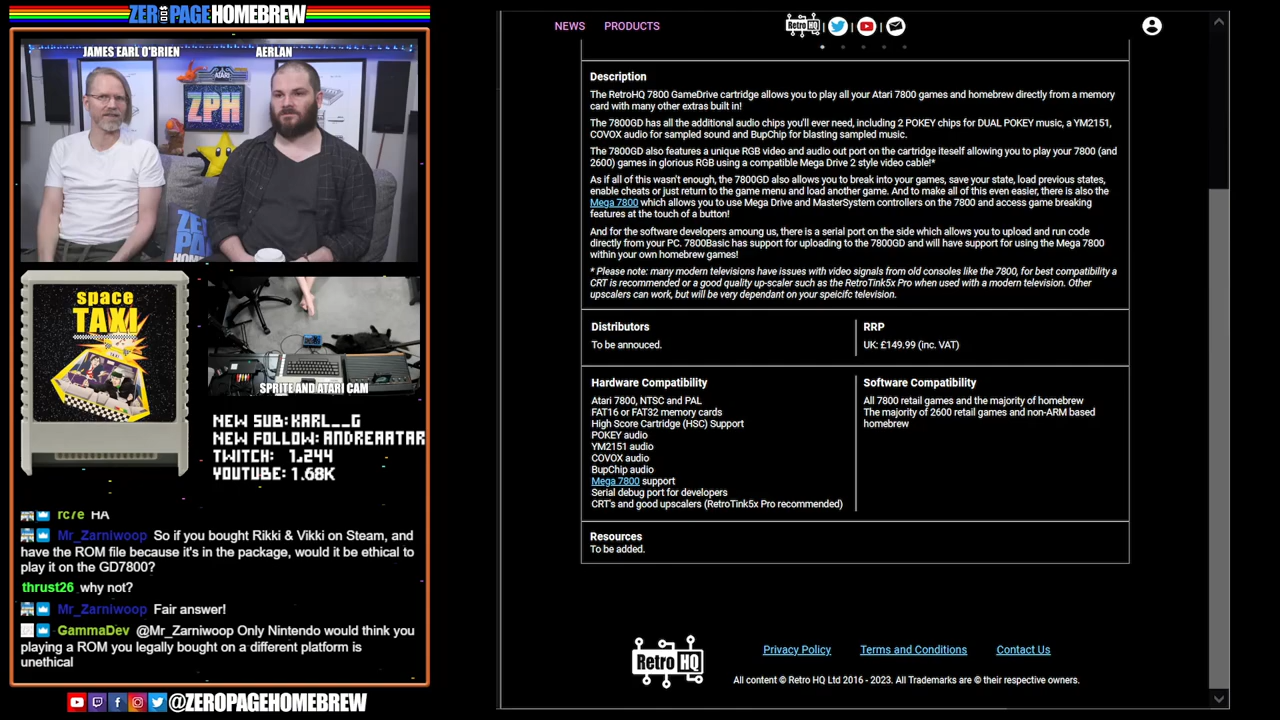 ZERO PAGE HOMEBREW
JAMES EARL O'BRIEN
AERLAN
ATARI
ZPH
space
TAXI
TAXI
SPRITE AND ATARI CAM
NEW SUB: KARL__G
NEW FOLLOW: ANDREAATAR
TWITCH: 1,244
YOUTUBE: 1.68K
rc7e HA
Mr_Zarniwoop So if you bought Rikki & Vikki on Steam, and
have the ROM file because it's in the package, would it be ethical to
play it on the GD7800?
thrust26 why not?
Mr_Zarniwoop Fair answer!
GammaDev @Mr_Zarniwoop Only Nintendo would think you
playing a ROM you legally bought on a different platform is
unethical
@ZEROPAGEHOMEBREW
NEWS PRODUCTS
Retro HQ
Description
The RetroHQ 7800 GameDrive cartridge allows you to play all your Atari 7800 games and homebrew directly from a memory
card with many other extras built in!
The 7800GD has all the additional audio chips you'll ever need, including 2 POKEY chips for DUAL POKEY music, a YM2151,
COVOX audio for sampled sound and BupChip for blasting sampled music.
The 7800GD also features a unique RGB video and audio out port on the cartridge iteself allowing you to play your 7800 (and
2600) games in glorious RGB using a compatible Mega Drive 2 style video cable!*
As if all of this wasn't enough, the 7800GD also allows you to break into your games, save your state, load previous states,
enable cheats or just return to the game menu and load another game. And to make all of this even easier, there is also the
Mega 7800 which allows you to use Mega Drive and MasterSystem controllers on the 7800 and access game breaking
features at the touch of a button!
And for the software developers amoung us, there is a serial port on the side which allows you to upload and run code
directly from your PC. 7800Basic has support for uploading to the 7800GD and will have support for using the Mega 7800
within your own homebrew games!
* Please note: many modern televisions have issues with video signals from old consoles like the 7800, for best compatibility a
CRT is recommended or a good quality up-scaler such as the RetroTink5x Pro when used with a modern television. Other
upscalers can work, but will be very dependant on your speicifc television.
Distributors
To be annouced.
RRP
UK: £149.99 (inc. VAT)
Hardware Compatibility
Atari 7800, NTSC and PAL
FAT16 or FAT32 memory cards
High Score Cartridge (HSC) Support
POKEY audio
YM2151 audio
COVOX audio
BupChip audio
Mega 7800 support
Serial debug port for developers
CRT's and good upscalers (RetroTink5x Pro recommended)
Software Compatibility
All 7800 retail games and the majority of homebrew
The majority of 2600 retail games and non-ARM based
homebrew
Resources
To be added.
Retro HQ
Privacy Policy Terms and Conditions Contact Us
All content © Retro HQ Ltd 2016 - 2023. All Trademarks are © their respective owners.